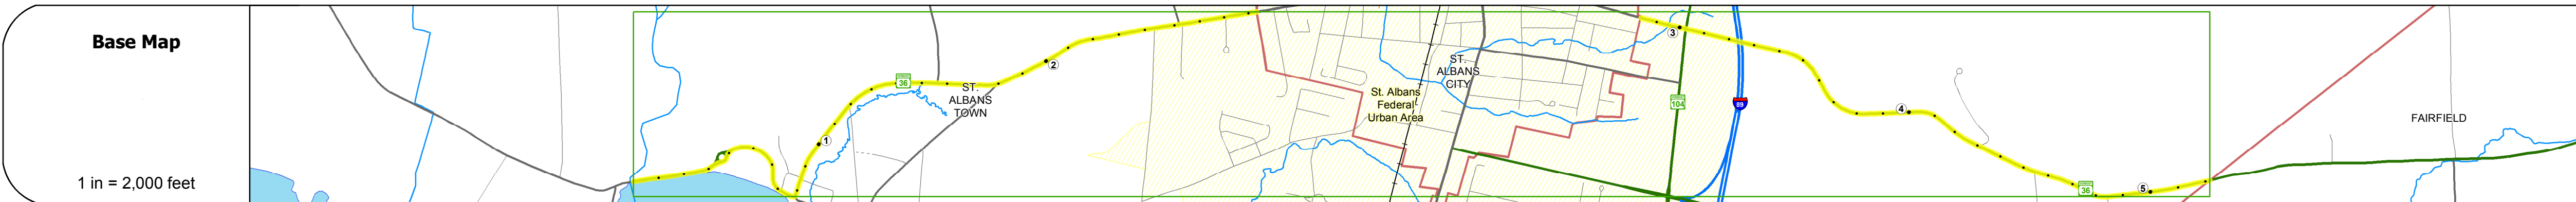 Base Map
1 in = 2,000 feet
36
ST.
ALBANS
TOWN
1
2
St. Albans
Federal
Urban Area
ST.
ALBANS
CITY
3
104
89
4
36
5
FAIRFIELD